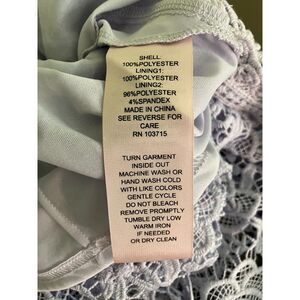 SHELL:
100%POLYESTER
LINING1:
100%POLYESTER
LINING2:
96%POLYESTER
4%SPANDEX
MADE IN CHINA
SEE REVERSE FOR
CARE
RN 103715
TURN GARMENT
INSIDE OUT
MACHINE WASH OR
HAND WASH COLD
WITH LIKE COLORS
GENTLE CYCLE
DO NOT BLEACH
REMOVE PROMPTLY
TUMBLE DRY LOW
WARM IRON
IF NEEDED
OR DRY CLEAN